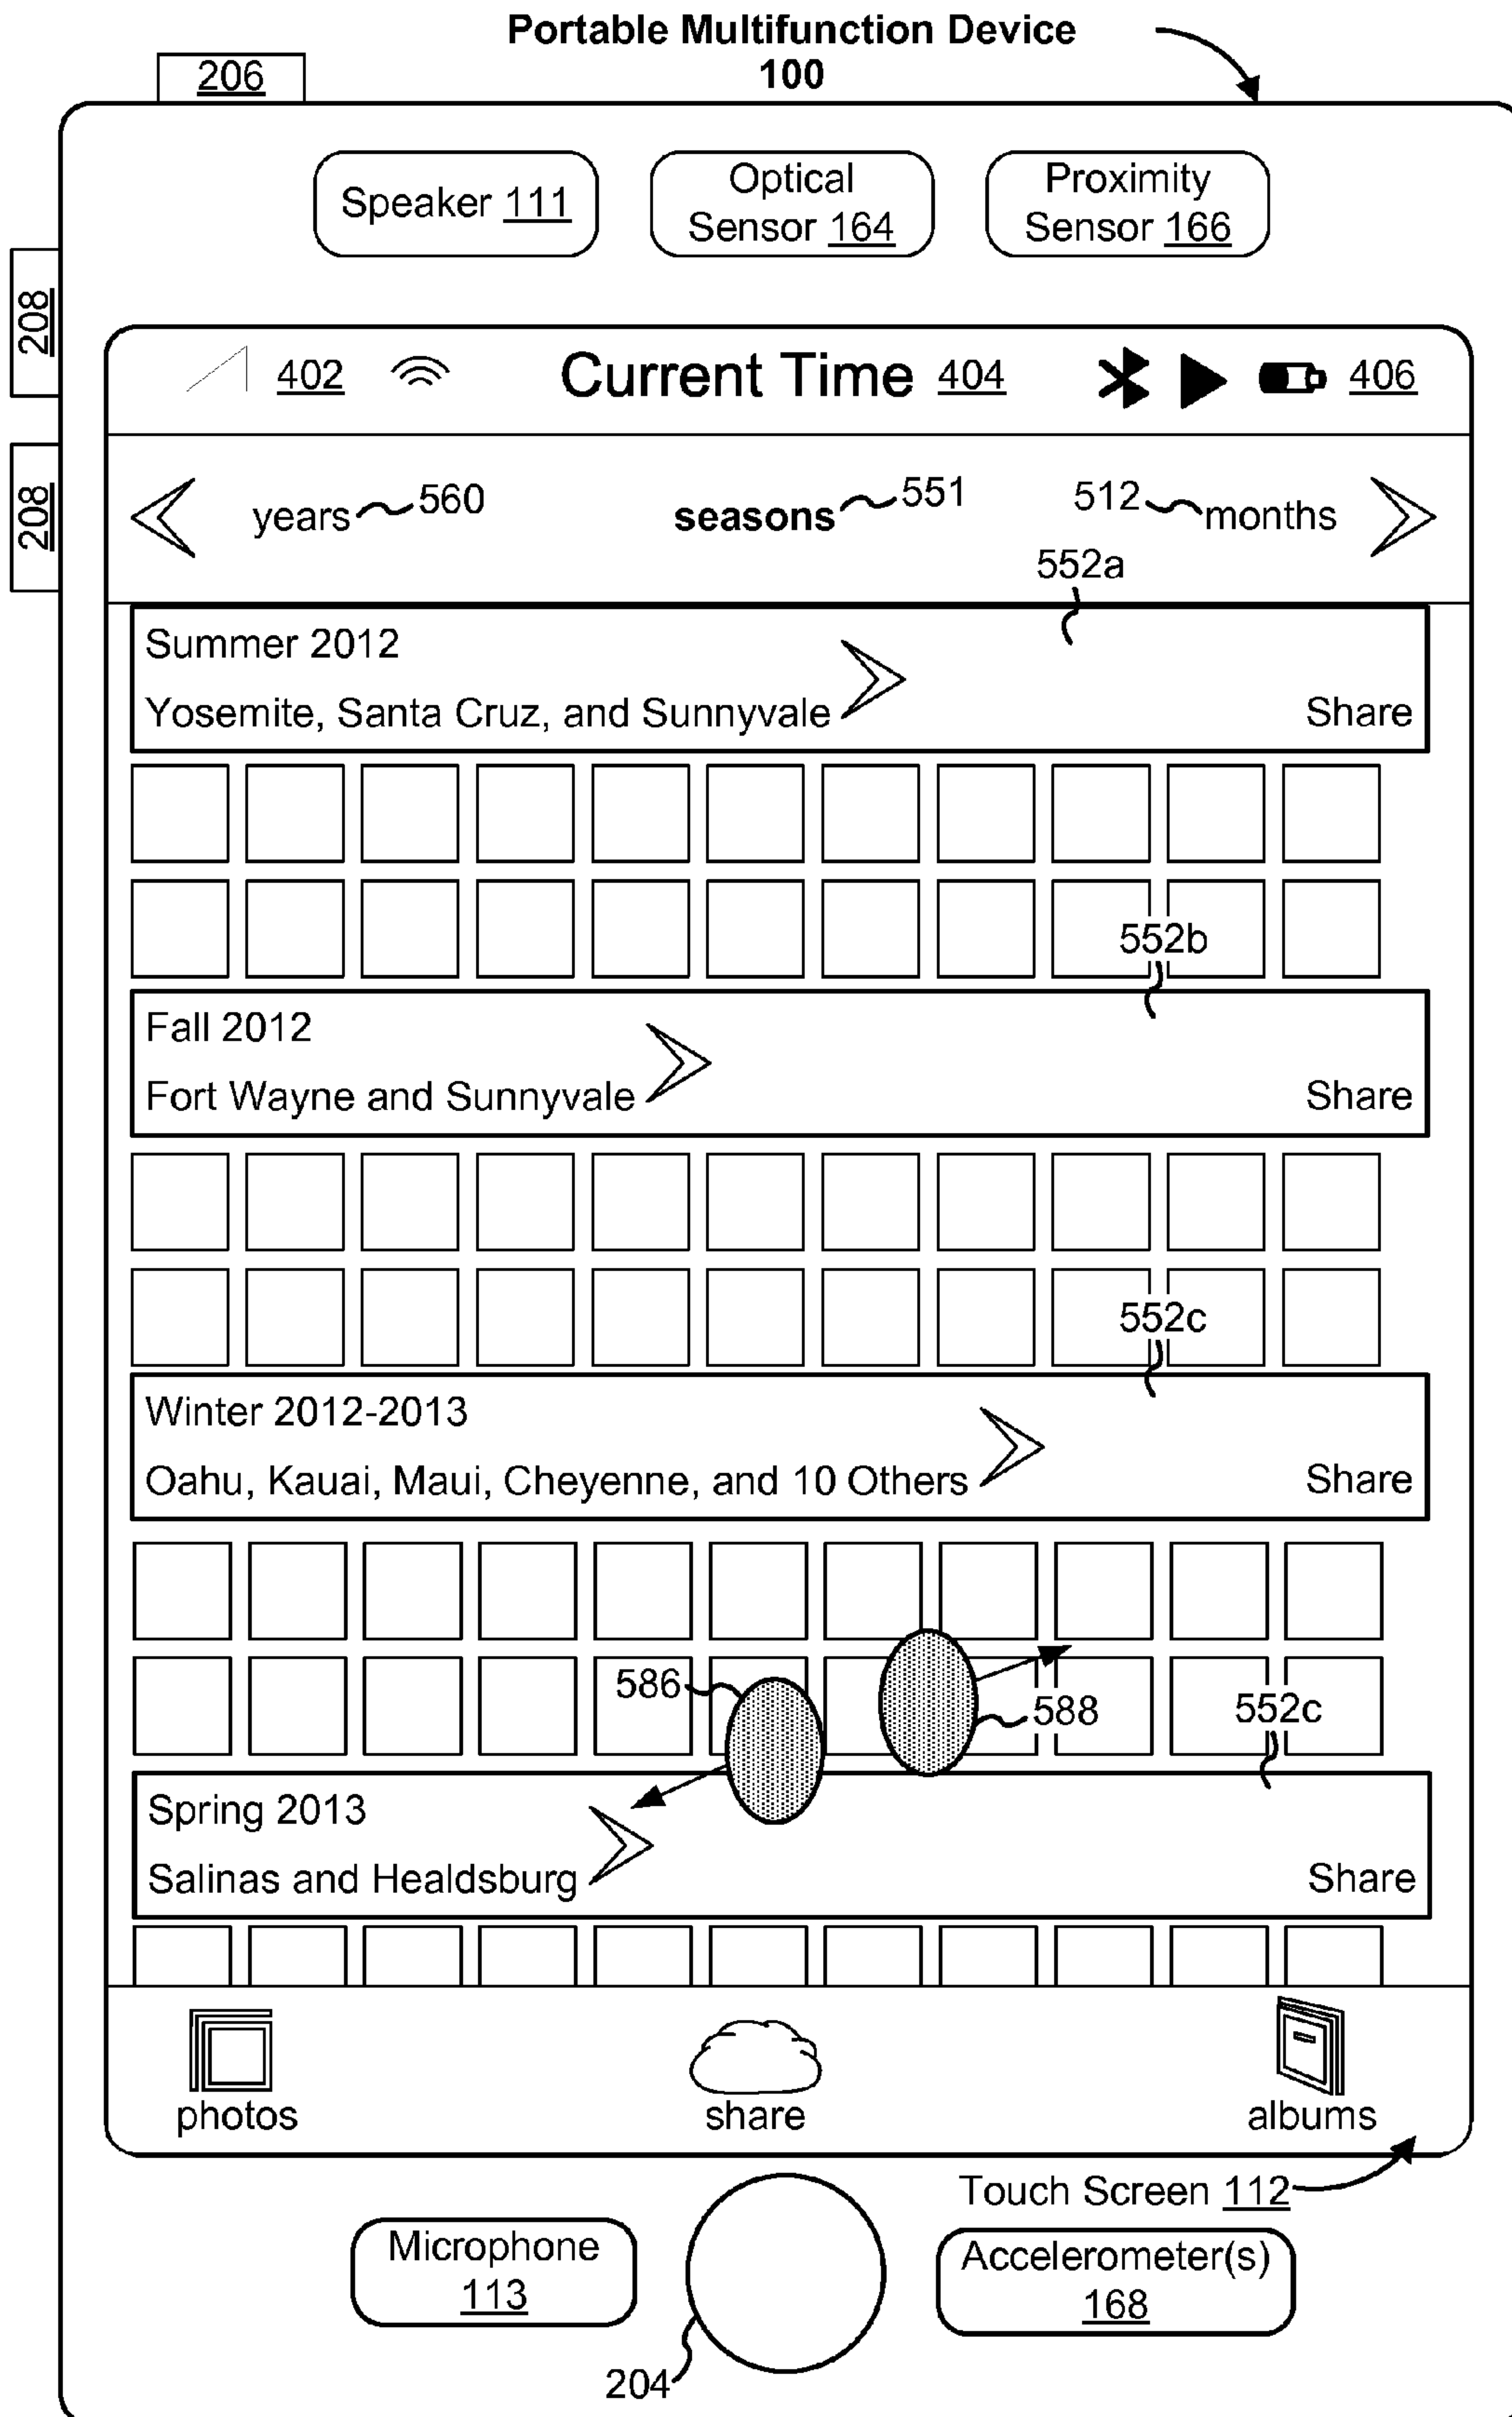 Portable Multifunction Device
100
206
Speaker 111
Optical
Sensor 164
Proximity
Sensor 166
208
208
402
Current Time 404
406
years
560
seasons
551
512
months
552a
Summer 2012
Yosemite, Santa Cruz, and Sunnyvale
Share
552b
Fall 2012
Fort Wayne and Sunnyvale
Share
552c
Winter 2012-2013
Oahu, Kauai, Maui, Cheyenne, and 10 Others
Share
586
588
552c
Spring 2013
Salinas and Healdsburg
Share
photos
share
albums
Touch Screen 112
Microphone
113
Accelerometer(s)
168
204